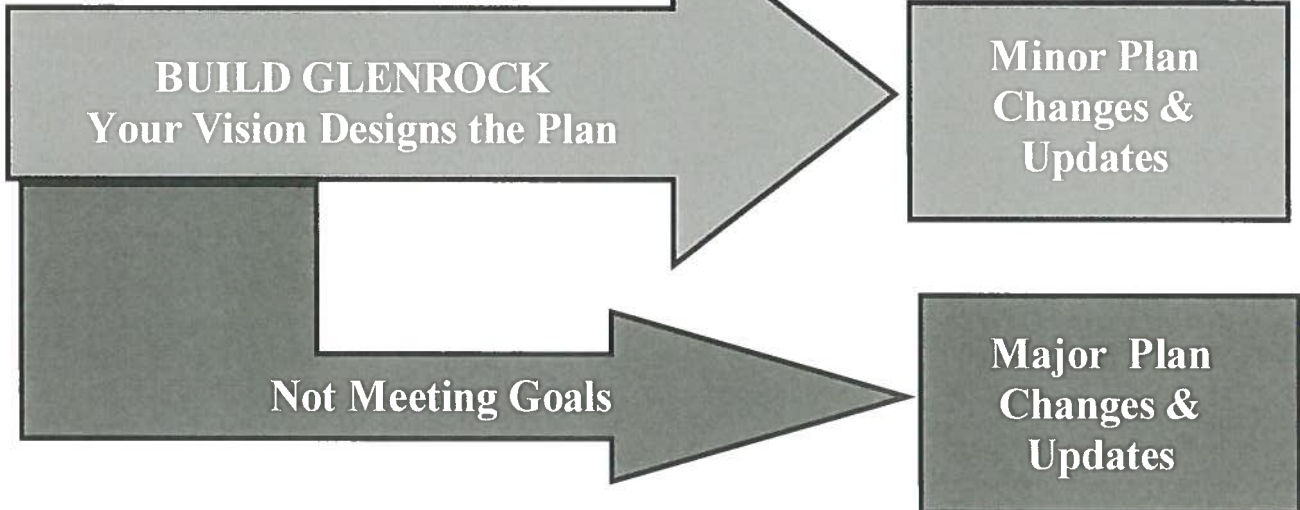 BUILD GLENROCK
Your Vision Designs the Plan
Minor Plan
Changes &
Updates
Not Meeting Goals
Major Plan
Changes &
Updates